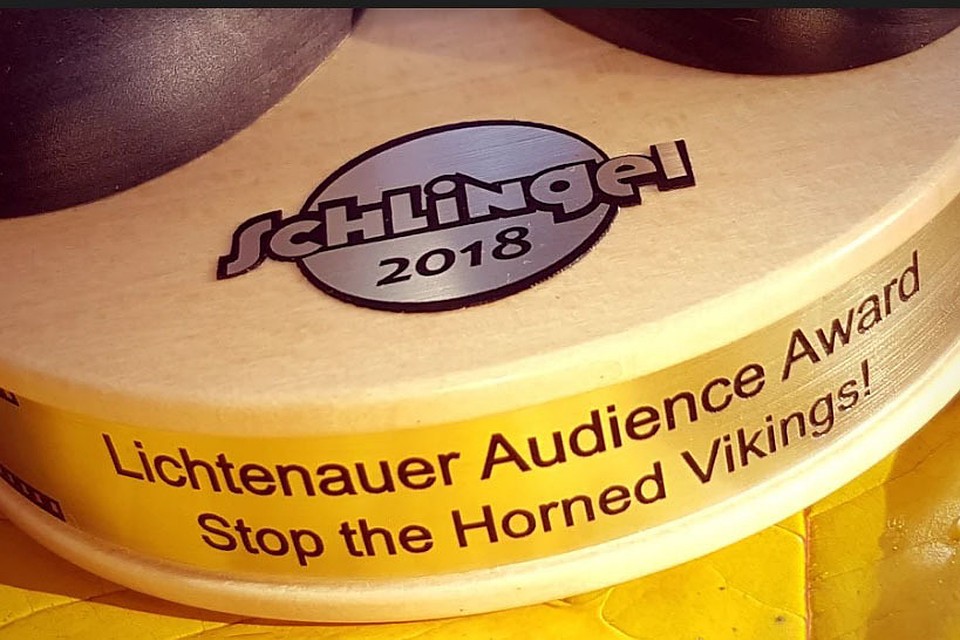 Schlingel
2018
Lichtenauer Audience Award
Stop the Horned Vikings!